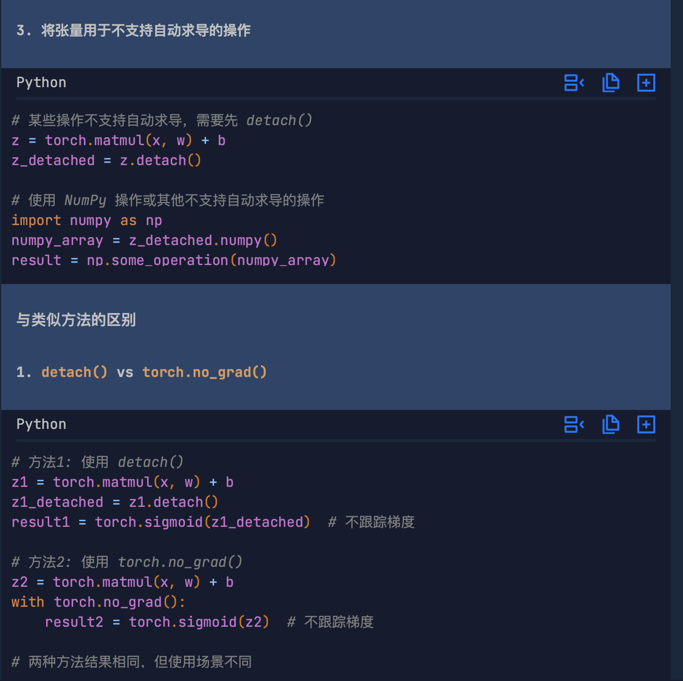 3. 将张量用于不支持自动求导的操作
Python
# 某些操作不支持自动求导，需要先 detach()
z = torch.matmul(x, w) + b
z_detached = z.detach()
# 使用 NumPy 操作或其他不支持自动求导的操作
import numpy as np
numpy_array = z_detached.numpy()
result = np.some_operation(numpy_array)
与类似方法的区别
1. detach() vs torch.no_grad()
Python
# 方法1: 使用 detach()
z1 = torch.matmul(x, w) + b
z1_detached = z1.detach()
result1 = torch.sigmoid(z1_detached)  # 不跟踪梯度
# 方法2: 使用 torch.no_grad()
z2 = torch.matmul(x, w) + b
with torch.no_grad():
    result2 = torch.sigmoid(z2)  # 不跟踪梯度
# 两种方法结果相同，但使用场景不同